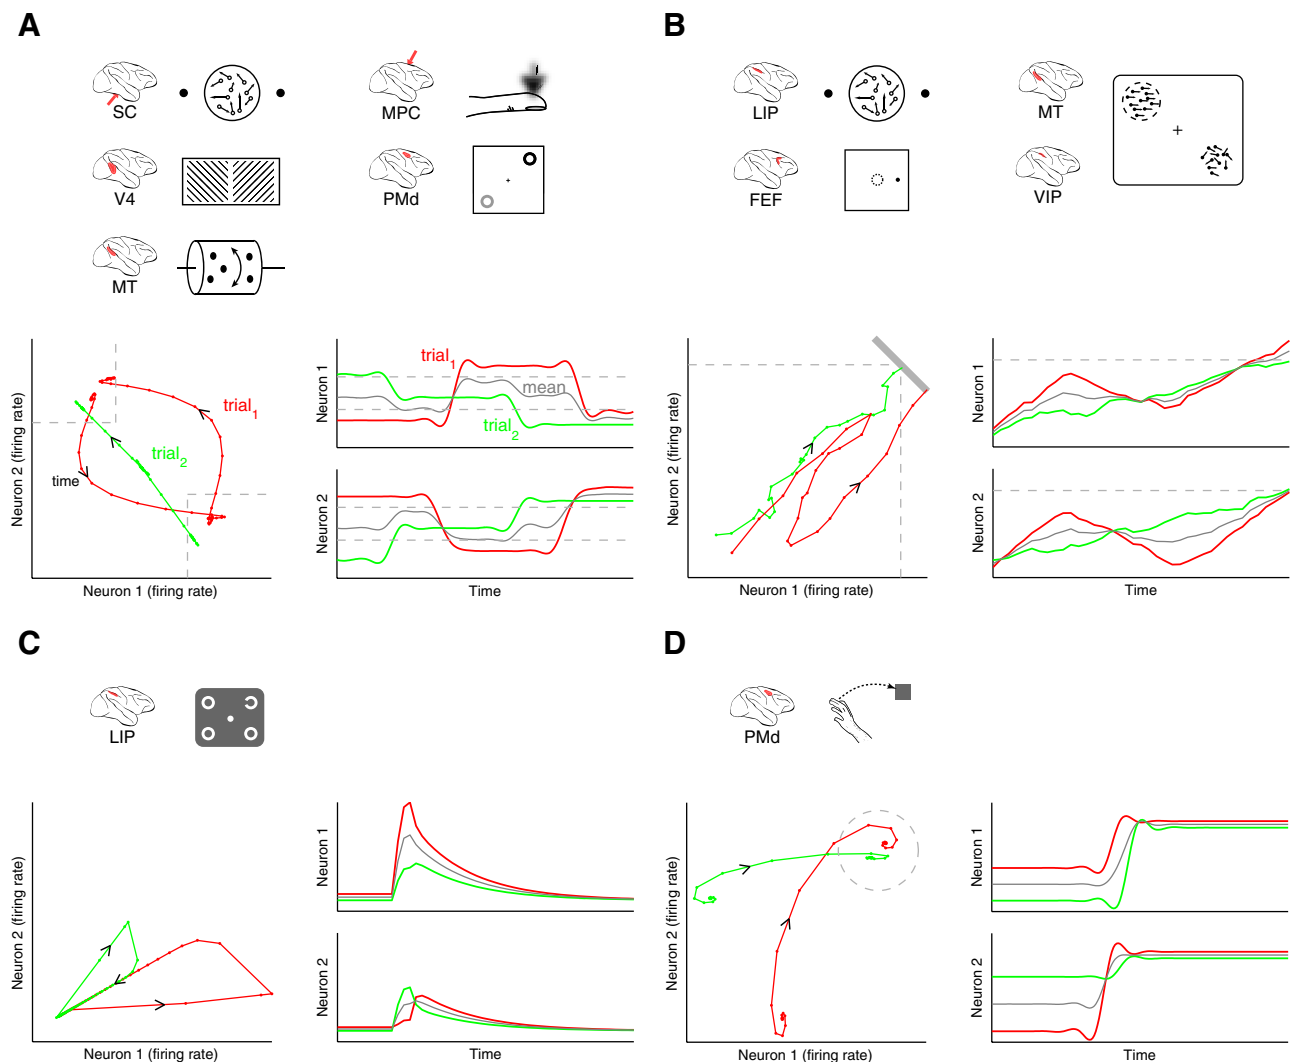 A
SC
MPC
V4
PMd
MT
Neuron 2 (firing rate)
trial1
trial2
time
Neuron 1 (firing rate)
Neuron 1
trial1
mean
trial2
Neuron 2
Time
B
LIP
MT
FEF
VIP
Neuron 2 (firing rate)
Neuron 1 (firing rate)
Neuron 1
Neuron 2
Time
C
LIP
Neuron 2 (firing rate)
Neuron 1 (firing rate)
Neuron 1
Neuron 2
Time
D
PMd
Neuron 2 (firing rate)
Neuron 1 (firing rate)
Neuron 1
Neuron 2
Time